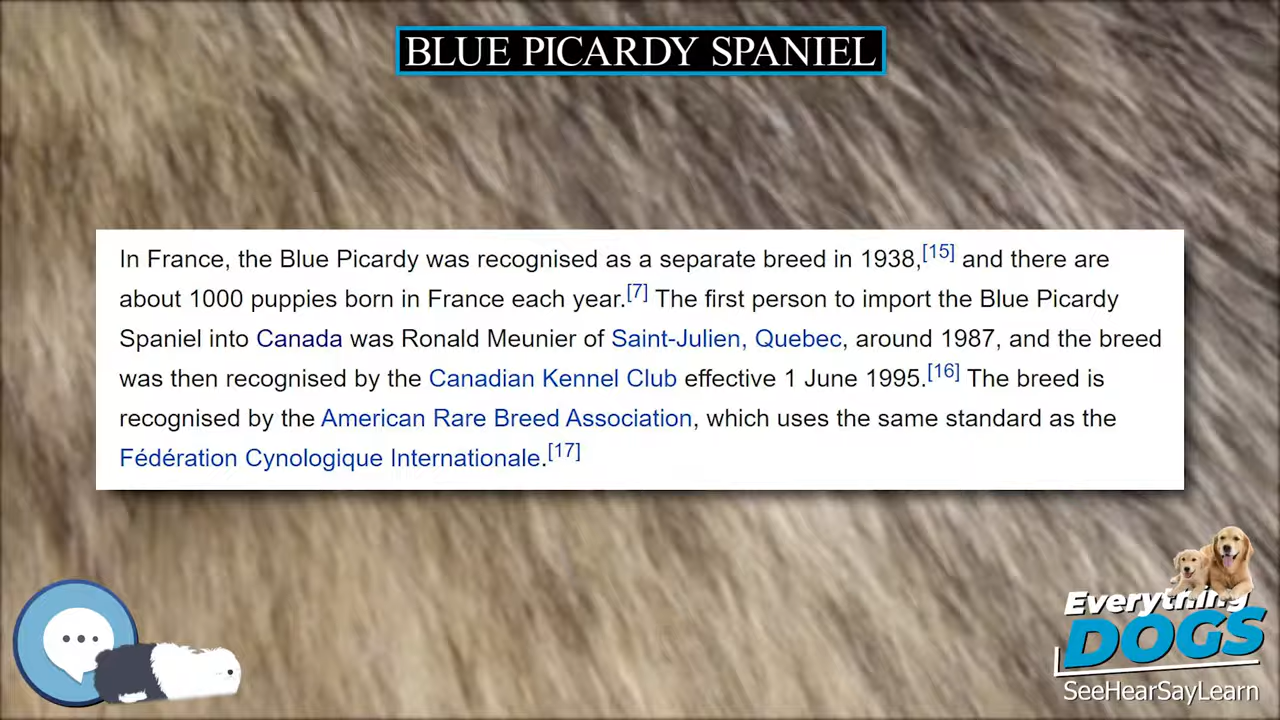 BLUE PICARDY SPANIEL
In France, the Blue Picardy was recognised as a separate breed in 1938,[15] and there are
about 1000 puppies born in France each year.[7] The first person to import the Blue Picardy
Spaniel into Canada was Ronald Meunier of Saint-Julien, Quebec, around 1987, and the breed
was then recognised by the Canadian Kennel Club effective 1 June 1995.[16] The breed is
recognised by the American Rare Breed Association, which uses the same standard as the
Fédération Cynologique Internationale.[17]
Everything
DOGS
SeeHearSayLearn